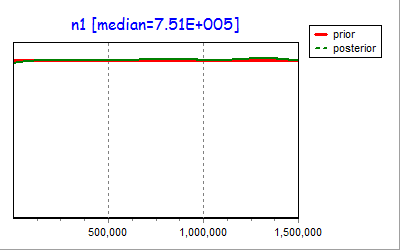 n1 [median=7.51E+005]
prior
posterior
500,000
1,000,000
1,500,000